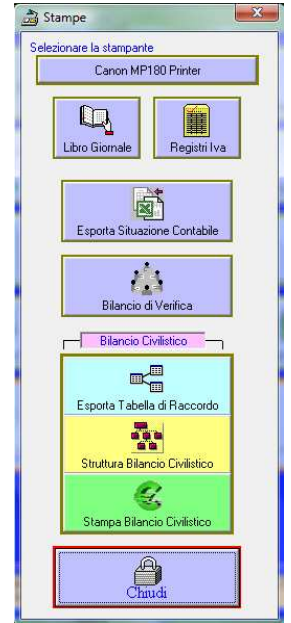 Stampe
Selezionare la stampante
Canon MP180 Printer
Libro Giornale
Registri Iva
Esporta Situazione Contabile
Bilancio di Verifica
Bilancio Civilistico
Esporta Tabella di Raccordo
Struttura Bilancio Civilistico
Stampa Bilancio Civilistico
Chiudi